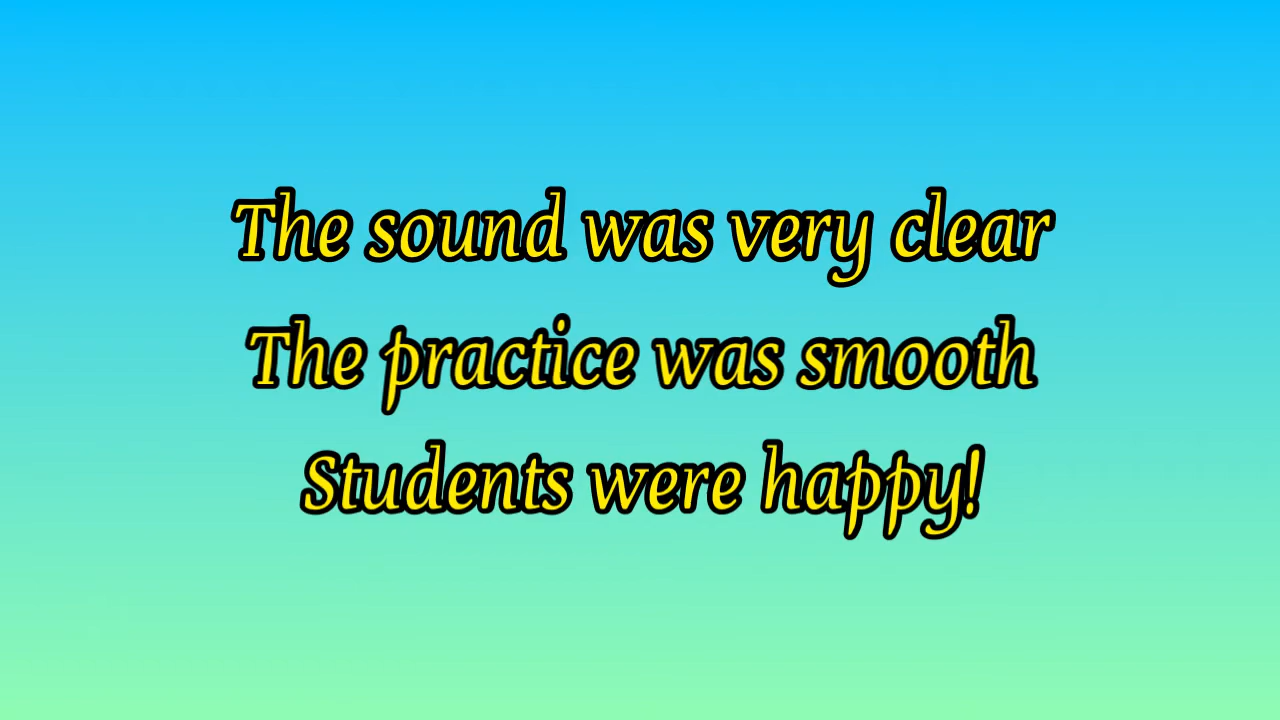 The sound was very clear
The practice was smooth
Students were happy!